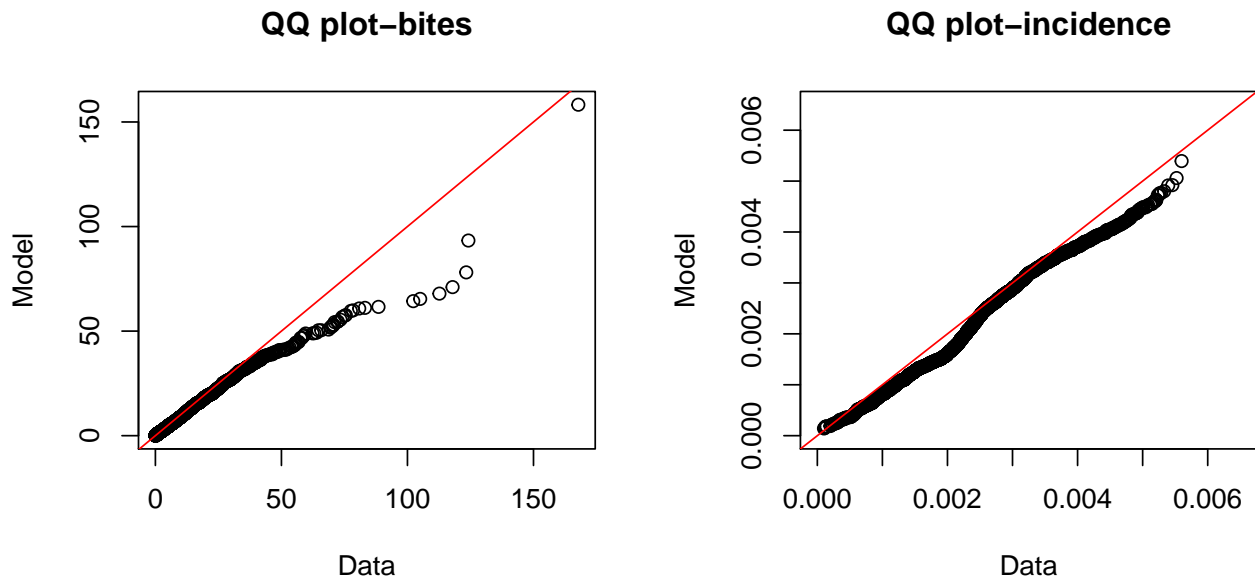 QQ plot−bites
Model
0
50
100
150
0 50 100 150
Data
QQ plot−incidence
Model
0.000
0.002
0.004
0.006
0.000 0.002 0.004 0.006
Data